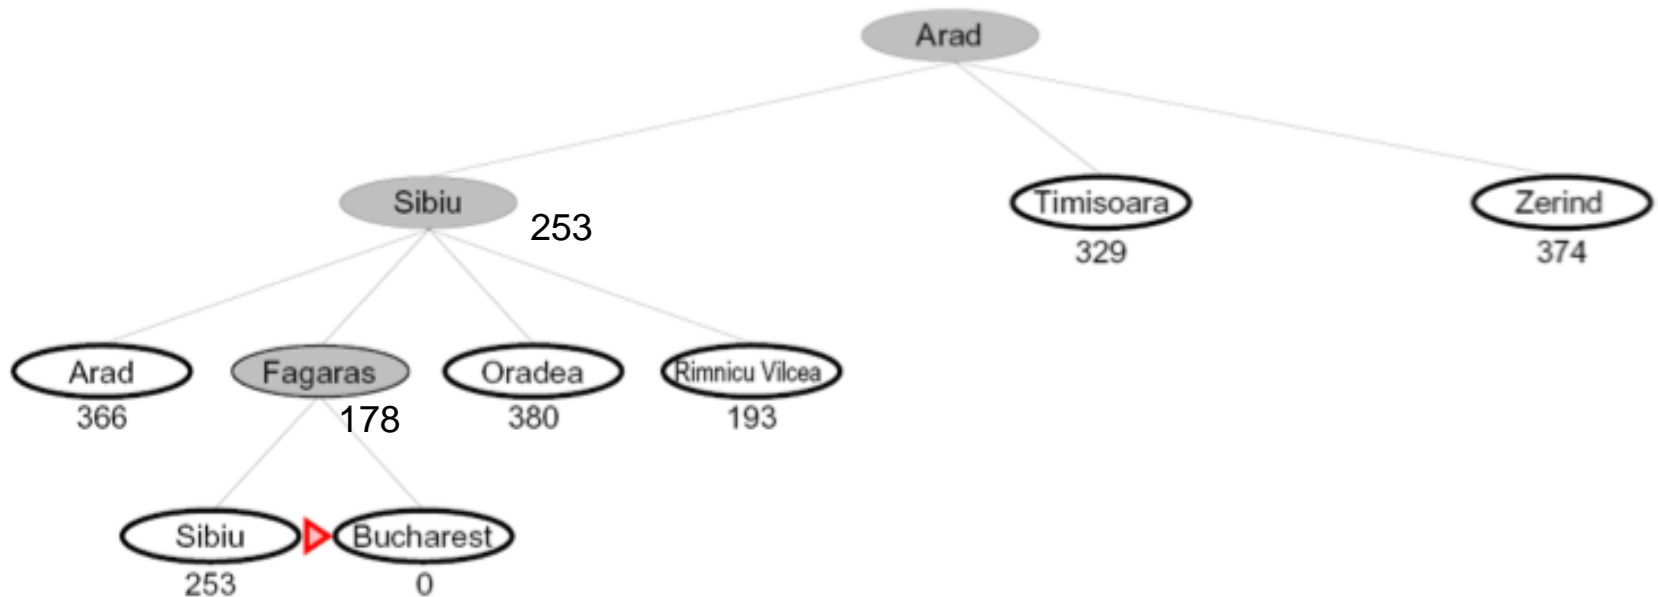 Arad
Sibiu
253
Timisoara
329
Zerind
374
Arad
366
Fagaras
178
Oradea
380
Rimnicu Vilcea
193
Sibiu
253
Bucharest
0